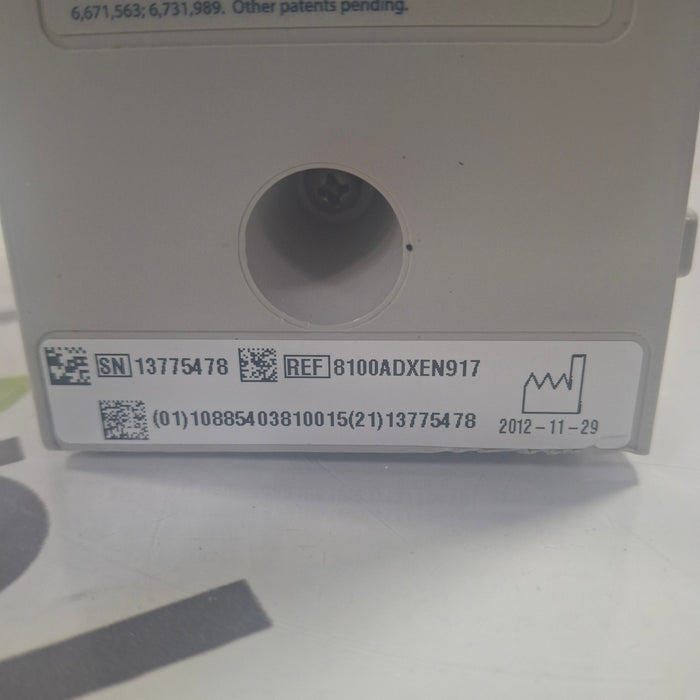 6,671,563; 6,731,989. Other patents pending.
SN 13775478 REF 8100ADXEN917
(01)10885403810015(21)13775478
2012-11-29